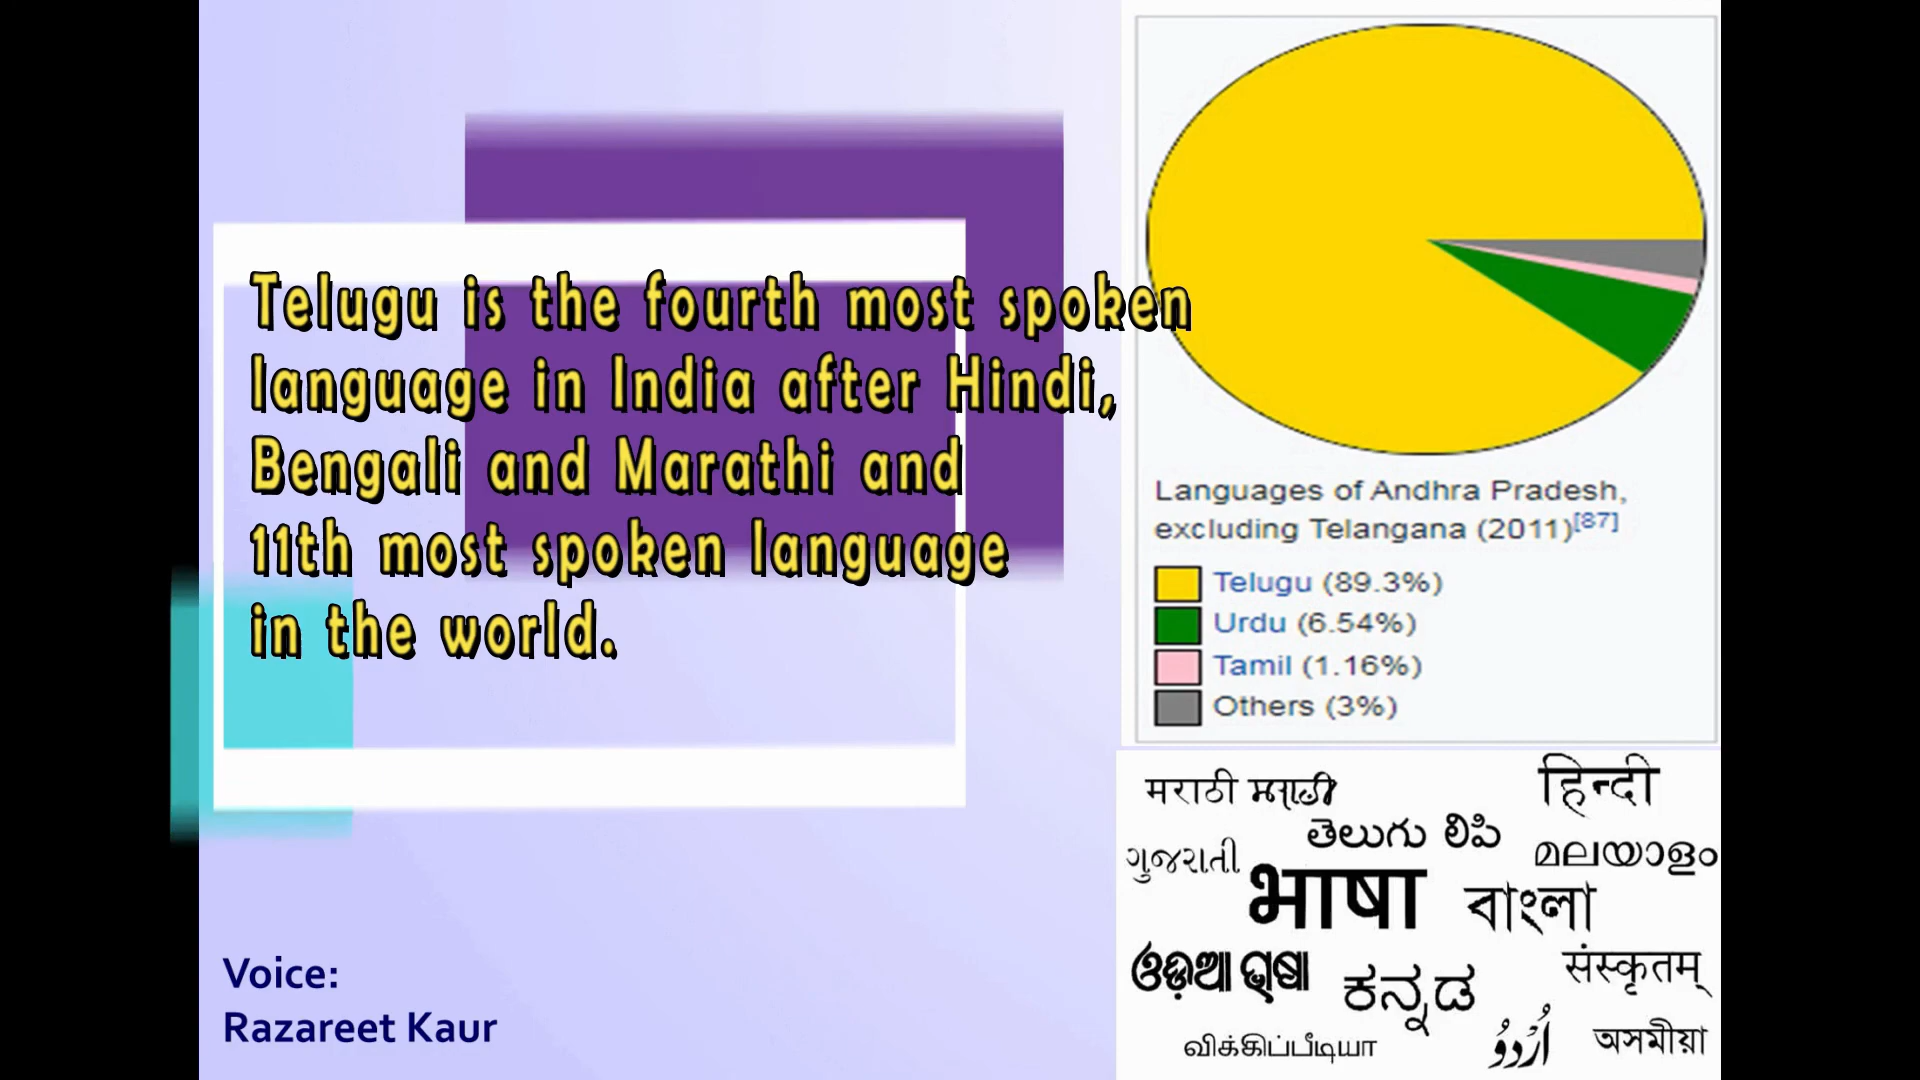 Telugu is the fourth most spoken
language in India after Hindi,
Bengali and Marathi and
11th most spoken language
in the world.
Voice:
Razareet Kaur
Languages of Andhra Pradesh,
excluding Telangana (2011)[87]
Telugu (89.3%)
Urdu (6.54%)
Tamil (1.16%)
Others (3%)
मराठी 𑘦𑘨𑘰𑘙𑘲 हिन्दी
తెలుగు లిపి
ગુજરાતી മലയാളം
भाषा বাংলা
ଓଡ଼ିଆ ଭାଷା ಕನ್ನಡ संस्कृतम्
விக்கிப்பீடியா اُردُو অসমীয়া